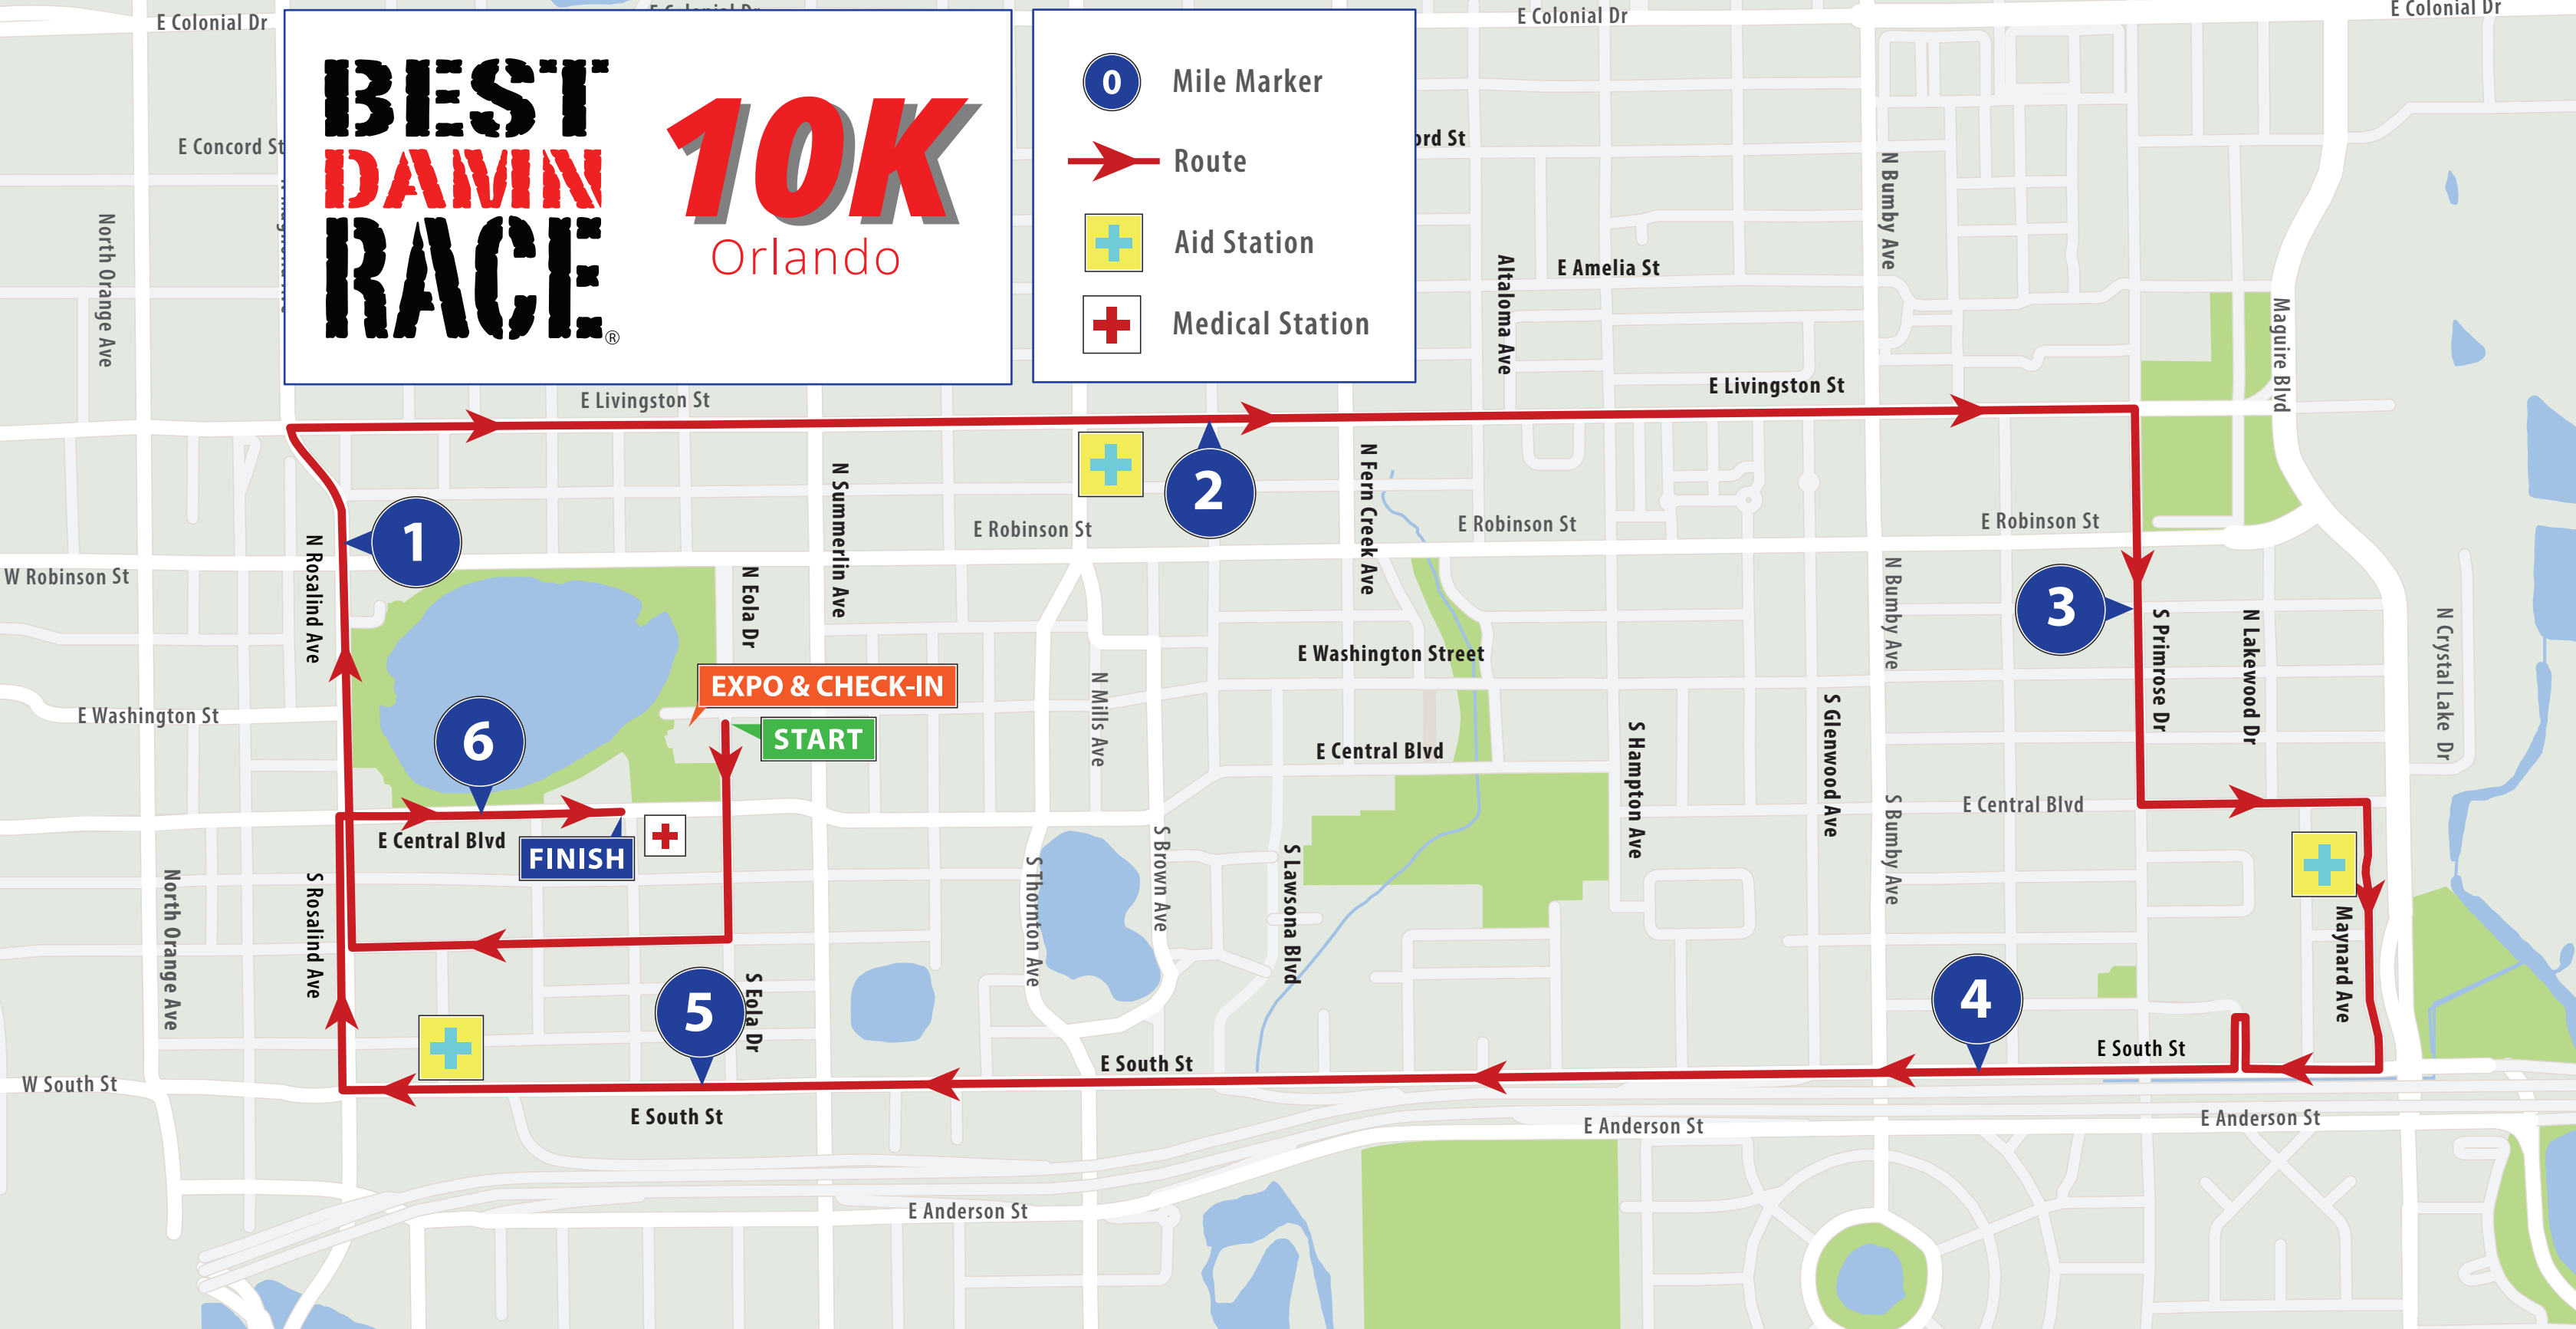 E Colonial Dr
E Colonial Dr
E Colonial Dr
E Colonial Dr
BEST
DAMN
RACE
®
10K
Orlando
0
Mile Marker
Route
Aid Station
Medical Station
E Concord St
ord St
North Orange Ave
N Bumby Ave
Altaloma Ave
E Amelia St
Maguire Blvd
E Livingston St
E Livingston St
1
2
3
N Rosalind Ave
N Summerlin Ave
E Robinson St
N Fern Creek Ave
E Robinson St
E Robinson St
W Robinson St
N Eola Dr
N Bumby Ave
S Primrose Dr
N Lakewood Dr
N Crystal Lake Dr
E Washington Street
EXPO & CHECK-IN
START
E Washington St
6
N Mills Ave
E Central Blvd
S Hampton Ave
S Glenwood Ave
E Central Blvd
S Bumby Ave
E Central Blvd
FINISH
S Rosalind Ave
North Orange Ave
S Thornton Ave
S Brown Ave
S Lawsona Blvd
Maynard Ave
5
S Eola Dr
4
E South St
E South St
W South St
E South St
E Anderson St
E Anderson St
E Anderson St